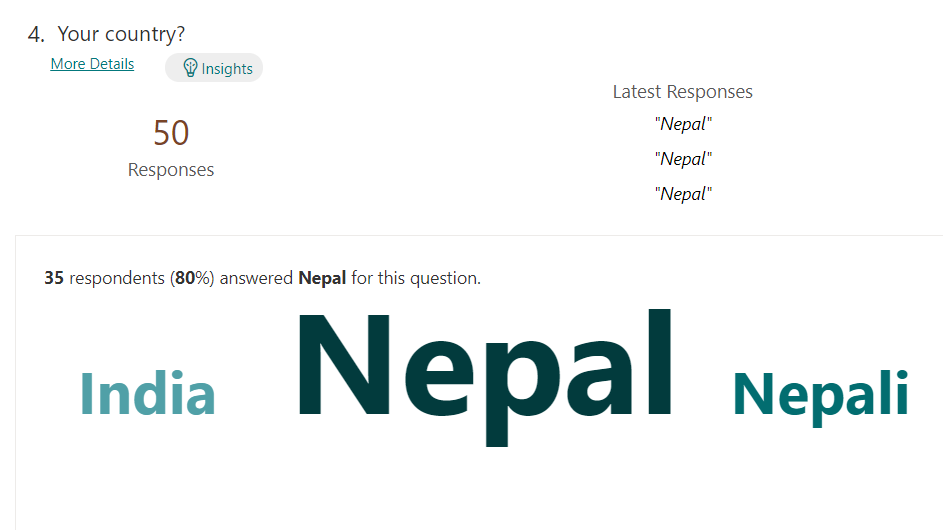 4. Your country?
More Details
Insights
Latest Responses
50
Responses
"Nepal"
"Nepal"
"Nepal"
35 respondents (80%) answered Nepal for this question.
India Nepal Nepali